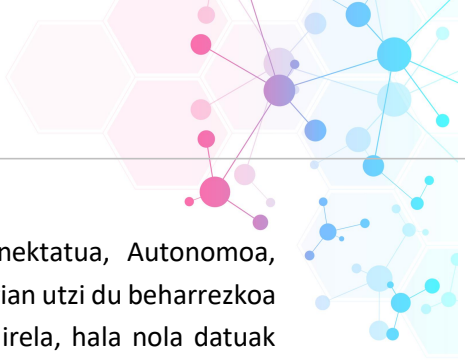 nektatua, Autonomoa,
ian utzi du beharrezkoa
irela, hala nola datuak